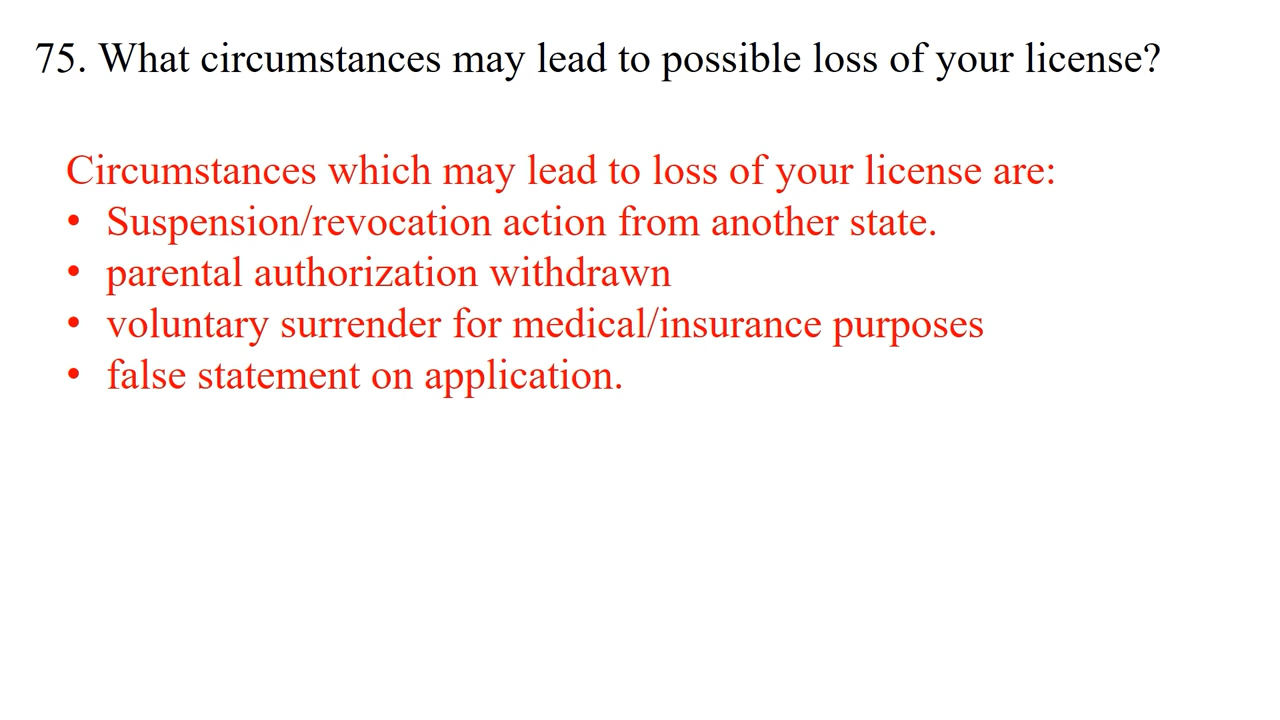 75. What circumstances may lead to possible loss of your license?
Circumstances which may lead to loss of your license are:
• Suspension/revocation action from another state.
• parental authorization withdrawn
• voluntary surrender for medical/insurance purposes
• false statement on application.